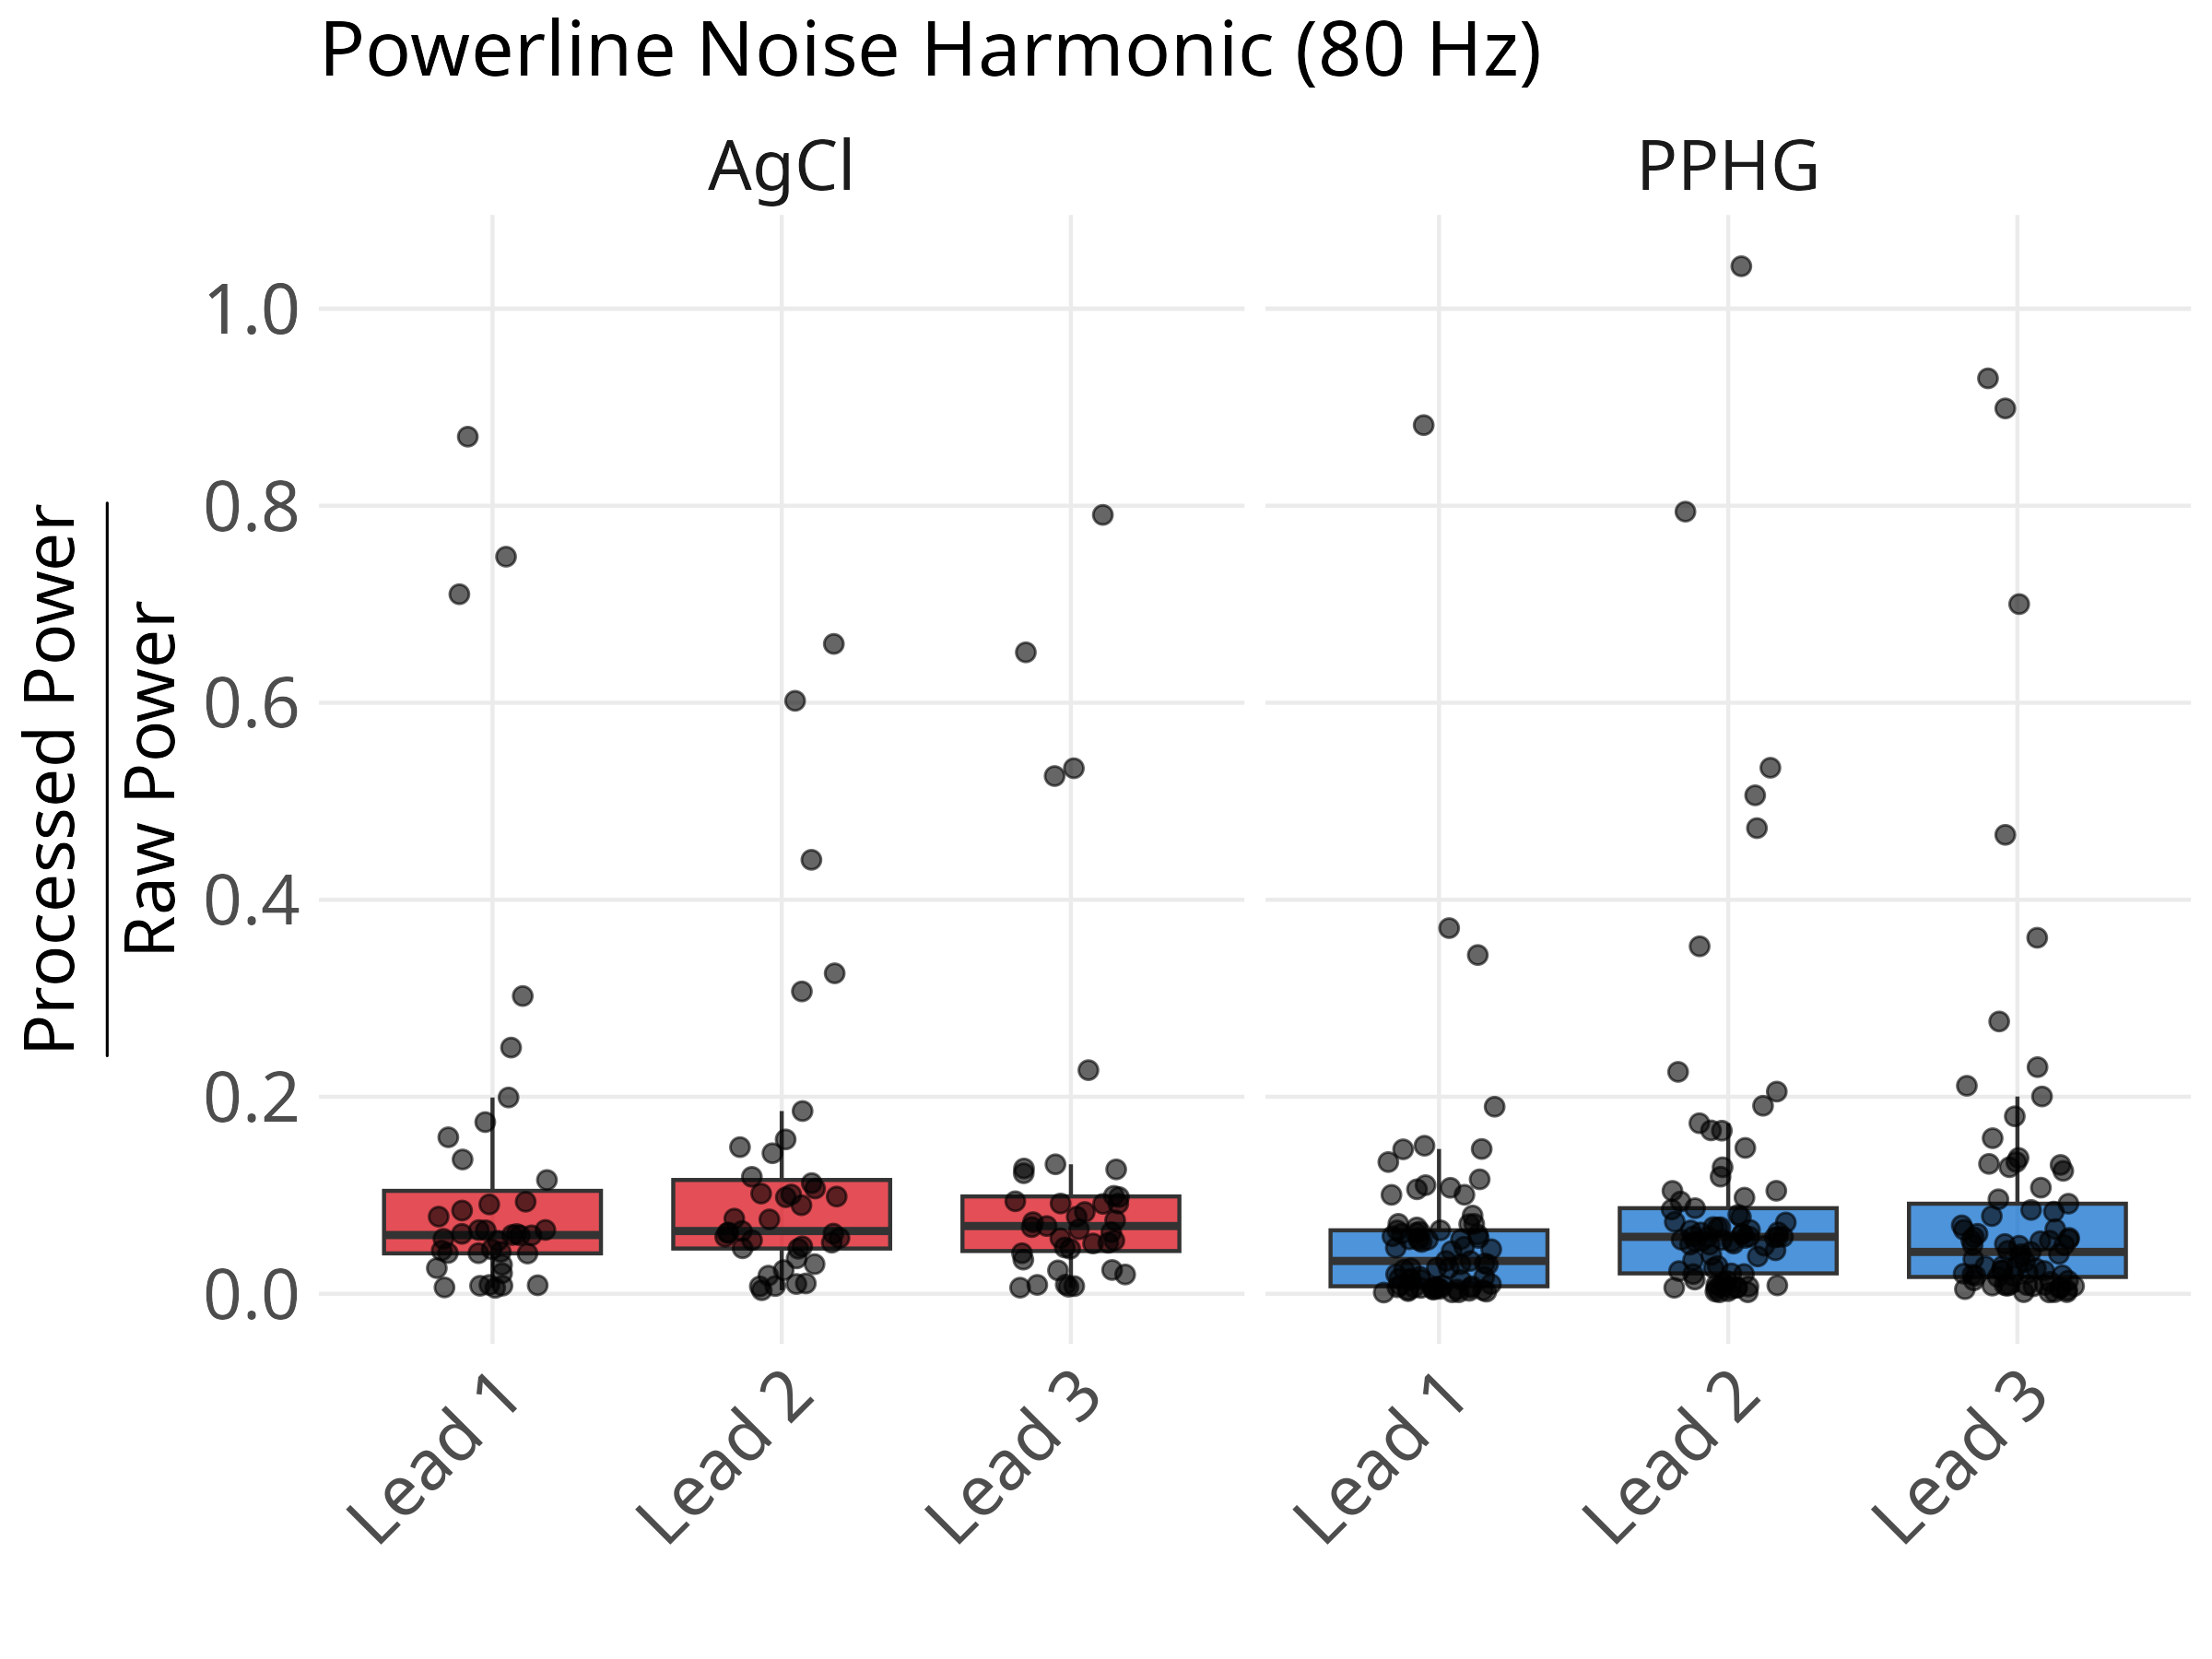 Powerline Noise Harmonic (80 Hz)
AgCl
PPHG
Processed Power
Raw Power
1.0
0.8
0.6
0.4
0.2
0.0
Lead 1
Lead 2
Lead 3
Lead 1
Lead 2
Lead 3